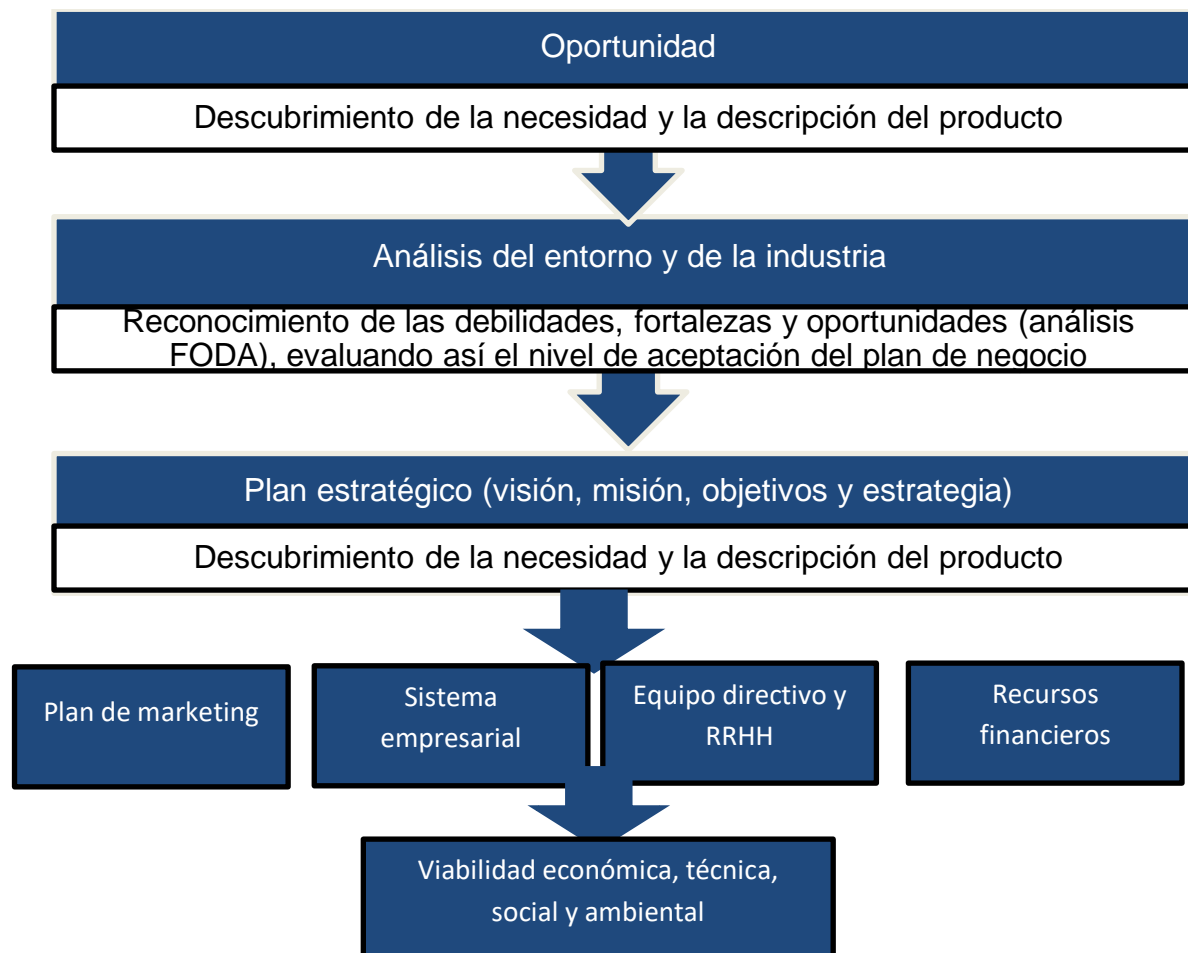 Oportunidad
Descubrimiento de la necesidad y la descripción del producto
Análisis del entorno y de la industria
Reconocimiento de las debilidades, fortalezas y oportunidades (análisis
FODA), evaluando así el nivel de aceptación del plan de negocio
Plan estratégico (visión, misión, objetivos y estrategia)
Descubrimiento de la necesidad y la descripción del producto
Plan de marketing
Sistema
empresarial
Equipo directivo y
RRHH
Recursos
financieros
Viabilidad económica, técnica,
social y ambiental